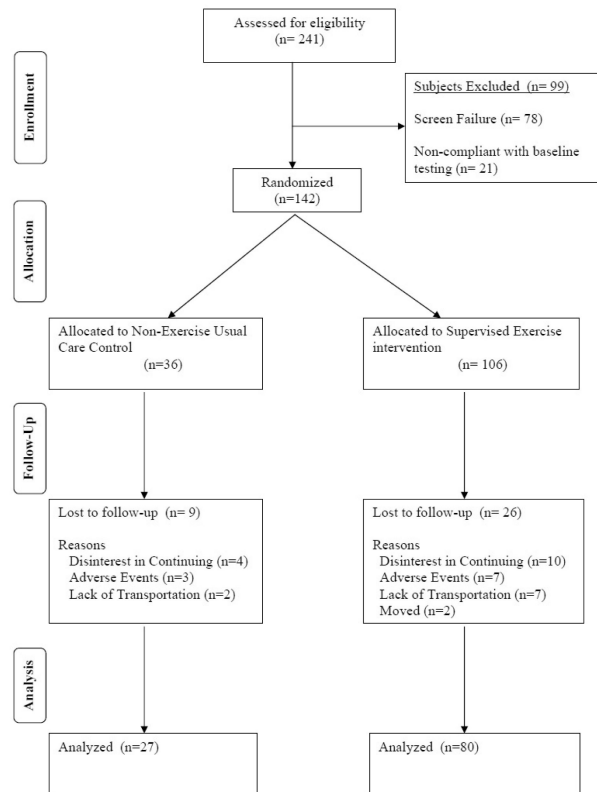 Assessed for eligibility
(n= 241)
Enrollment
Subjects Excluded (n= 99)
Screen Failure (n= 78)
Non-compliant with baseline
testing (n= 21)
Randomized
(n=142)
Allocation
Allocated to Non-Exercise Usual
Care Control
(n=36)
Allocated to Supervised Exercise
intervention
(n= 106)
Follow-Up
Lost to follow-up (n= 9)
Reasons
Disinterest in Continuing (n=4)
Adverse Events (n=3)
Lack of Transportation (n=2)
Lost to follow-up (n= 26)
Reasons
Disinterest in Continuing (n=10)
Adverse Events (n=7)
Lack of Transportation (n=7)
Moved (n=2)
Analysis
Analyzed (n=27)
Analyzed (n=80)